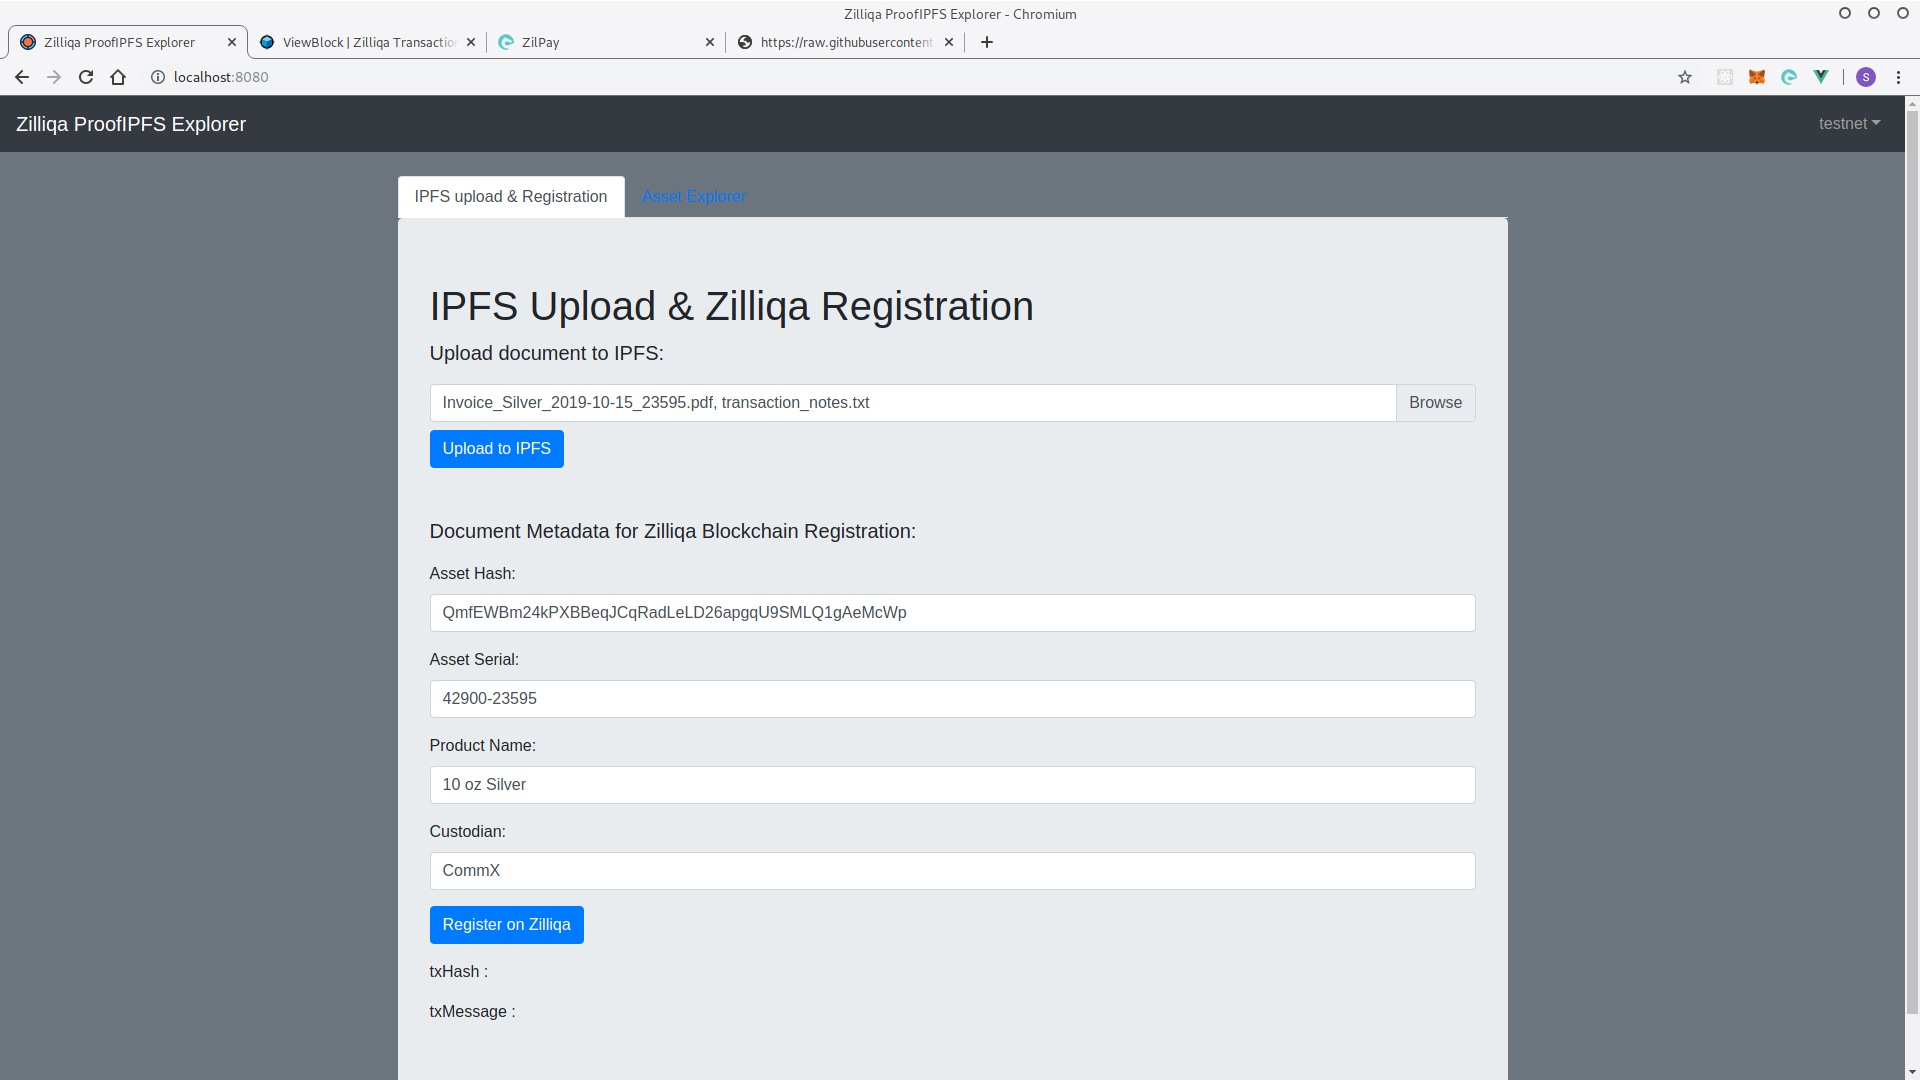 Zilliqa ProofIPFS Explorer - Chromium
Zilliqa ProofIPFS Explorer
ViewBlock | Zilliqa Transaction
ZilPay
https://raw.githubusercontent.
localhost:8080
S
Zilliqa ProofIPFS Explorer
testnet
IPFS upload & Registration
Asset Explorer
IPFS Upload & Zilliqa Registration
Upload document to IPFS:
Invoice_Silver_2019-10-15_23595.pdf, transaction_notes.txt
Browse
Upload to IPFS
Document Metadata for Zilliqa Blockchain Registration:
Asset Hash:
QmfEWBm24kPXBBeqJCqRadLeLD26apgqU9SMLQ1gAeMcWp
Asset Serial:
42900-23595
Product Name:
10 oz Silver
Custodian:
CommX
Register on Zilliqa
txHash :
txMessage :